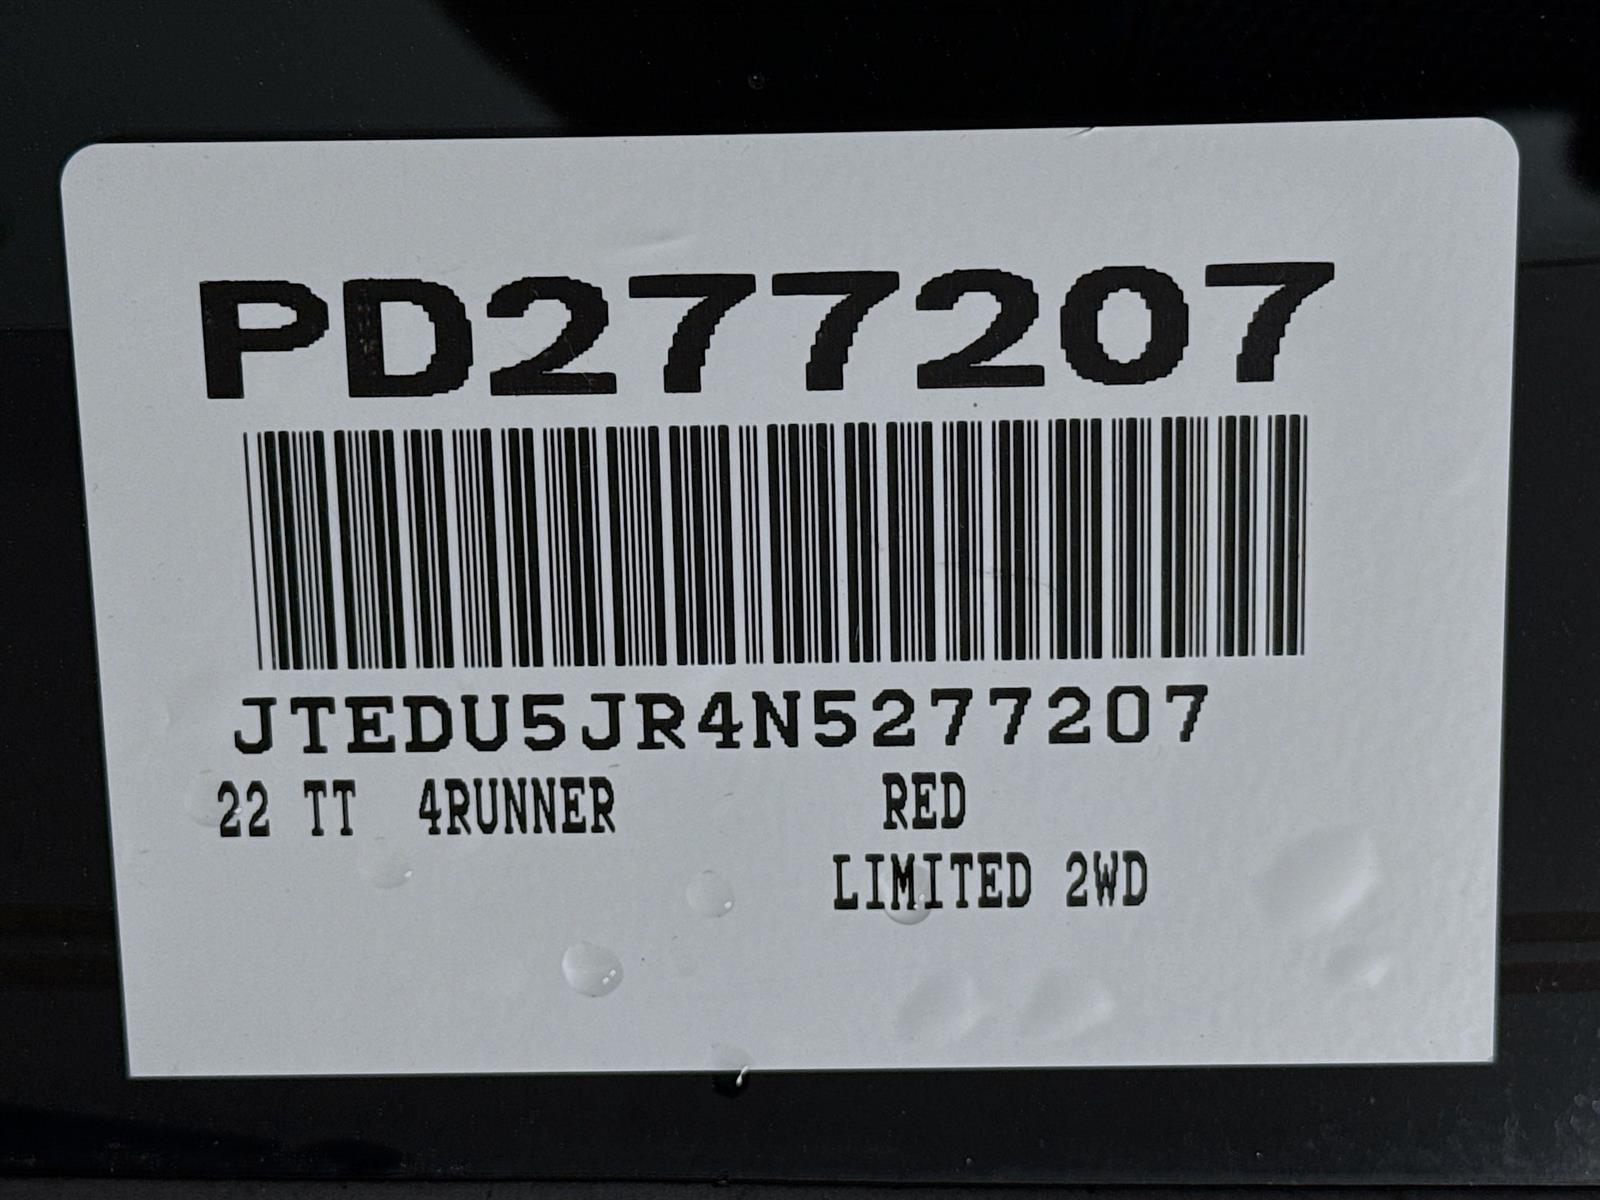 PD277207
JTEDU5JR4N5277207
22 TT 4RUNNER RED
LIMITED 2WD